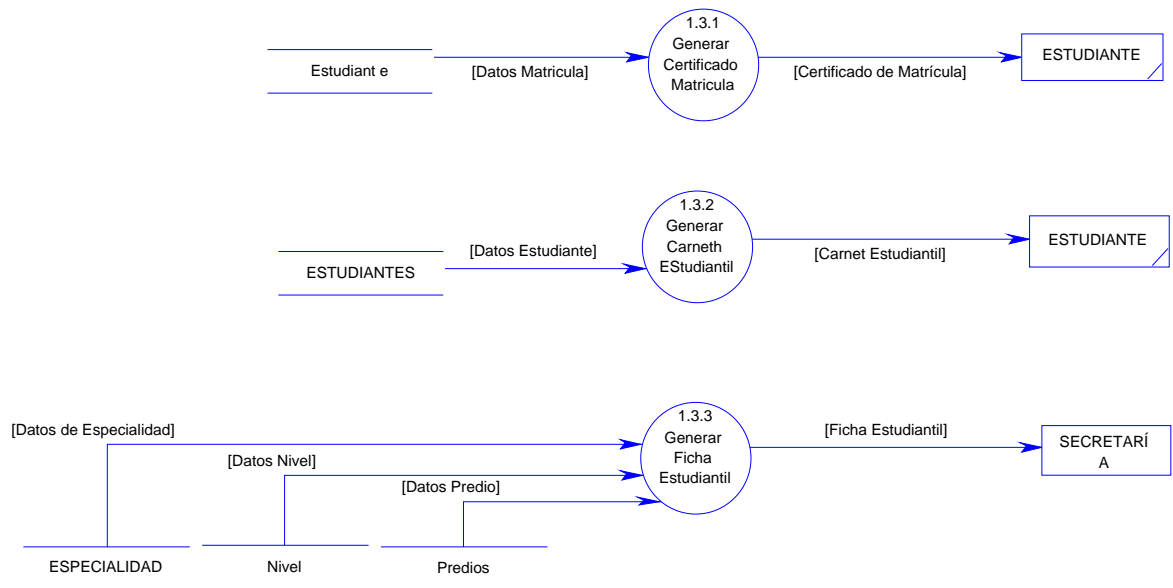 1.3.1
Generar
Certificado
Matricula
Estudiant e
[Datos Matricula]
[Certificado de Matrícula]
ESTUDIANTE
1.3.2
Generar
Carneth
EStudiantil
ESTUDIANTES
[Datos Estudiante]
[Carnet Estudiantil]
ESTUDIANTE
1.3.3
Generar
Ficha
Estudiantil
[Datos de Especialidad]
[Datos Nivel]
[Datos Predio]
[Ficha Estudiantil]
SECRETARÍ
A
ESPECIALIDAD
Nivel
Predios